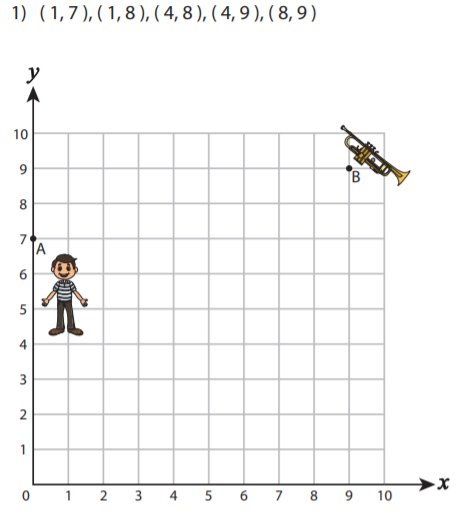 1) ( 1, 7 ), ( 1, 8 ), ( 4, 8 ), ( 4, 9 ), ( 8, 9 )
y
10
9
B
8
7
A
6
5
4
3
2
1
x
0 1 2 3 4 5 6 7 8 9 10